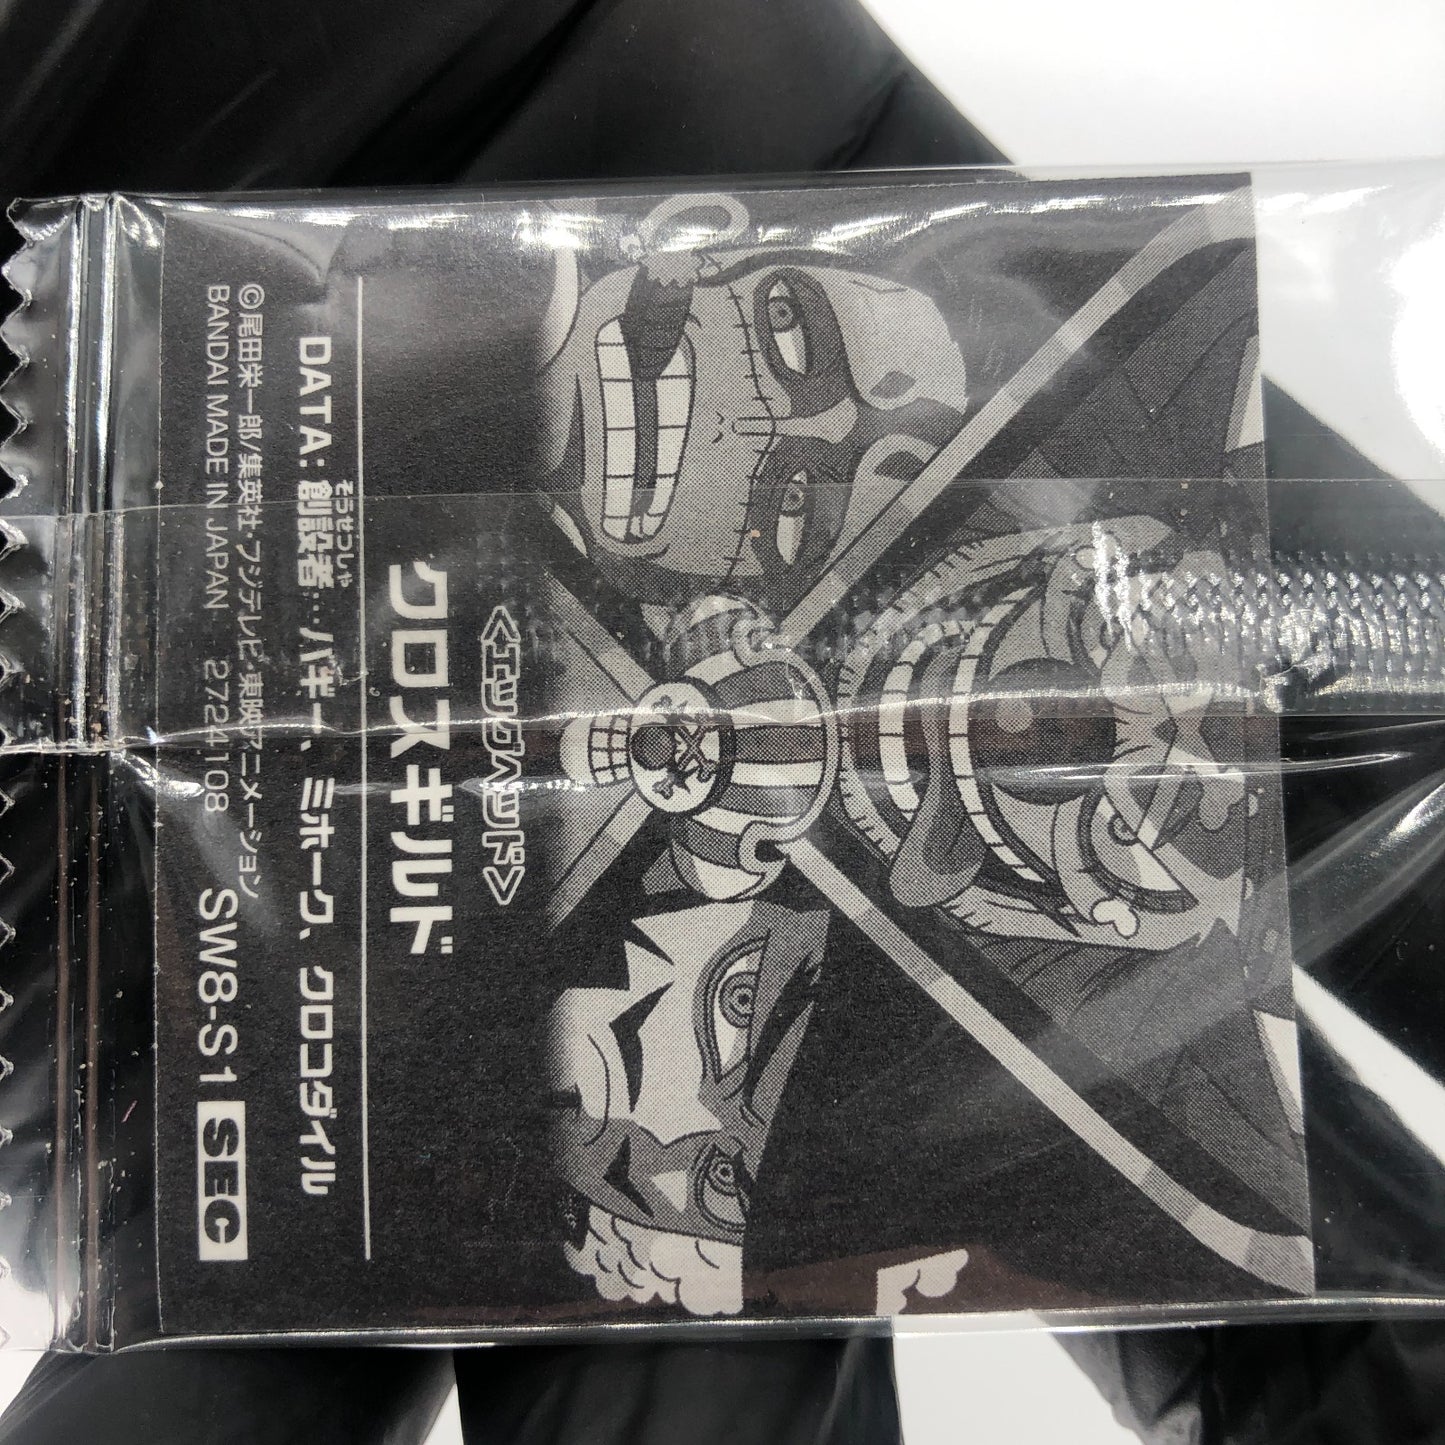 <エッグヘッド>
クロスギルド
そうせつしゃ
DATA：創設者…バギー、ミホーク、クロコダイル
©尾田栄一郎/集英社・フジテレビ・東映アニメーション
BANDAI MADE IN JAPAN 2724108 SW8-S1 SEC